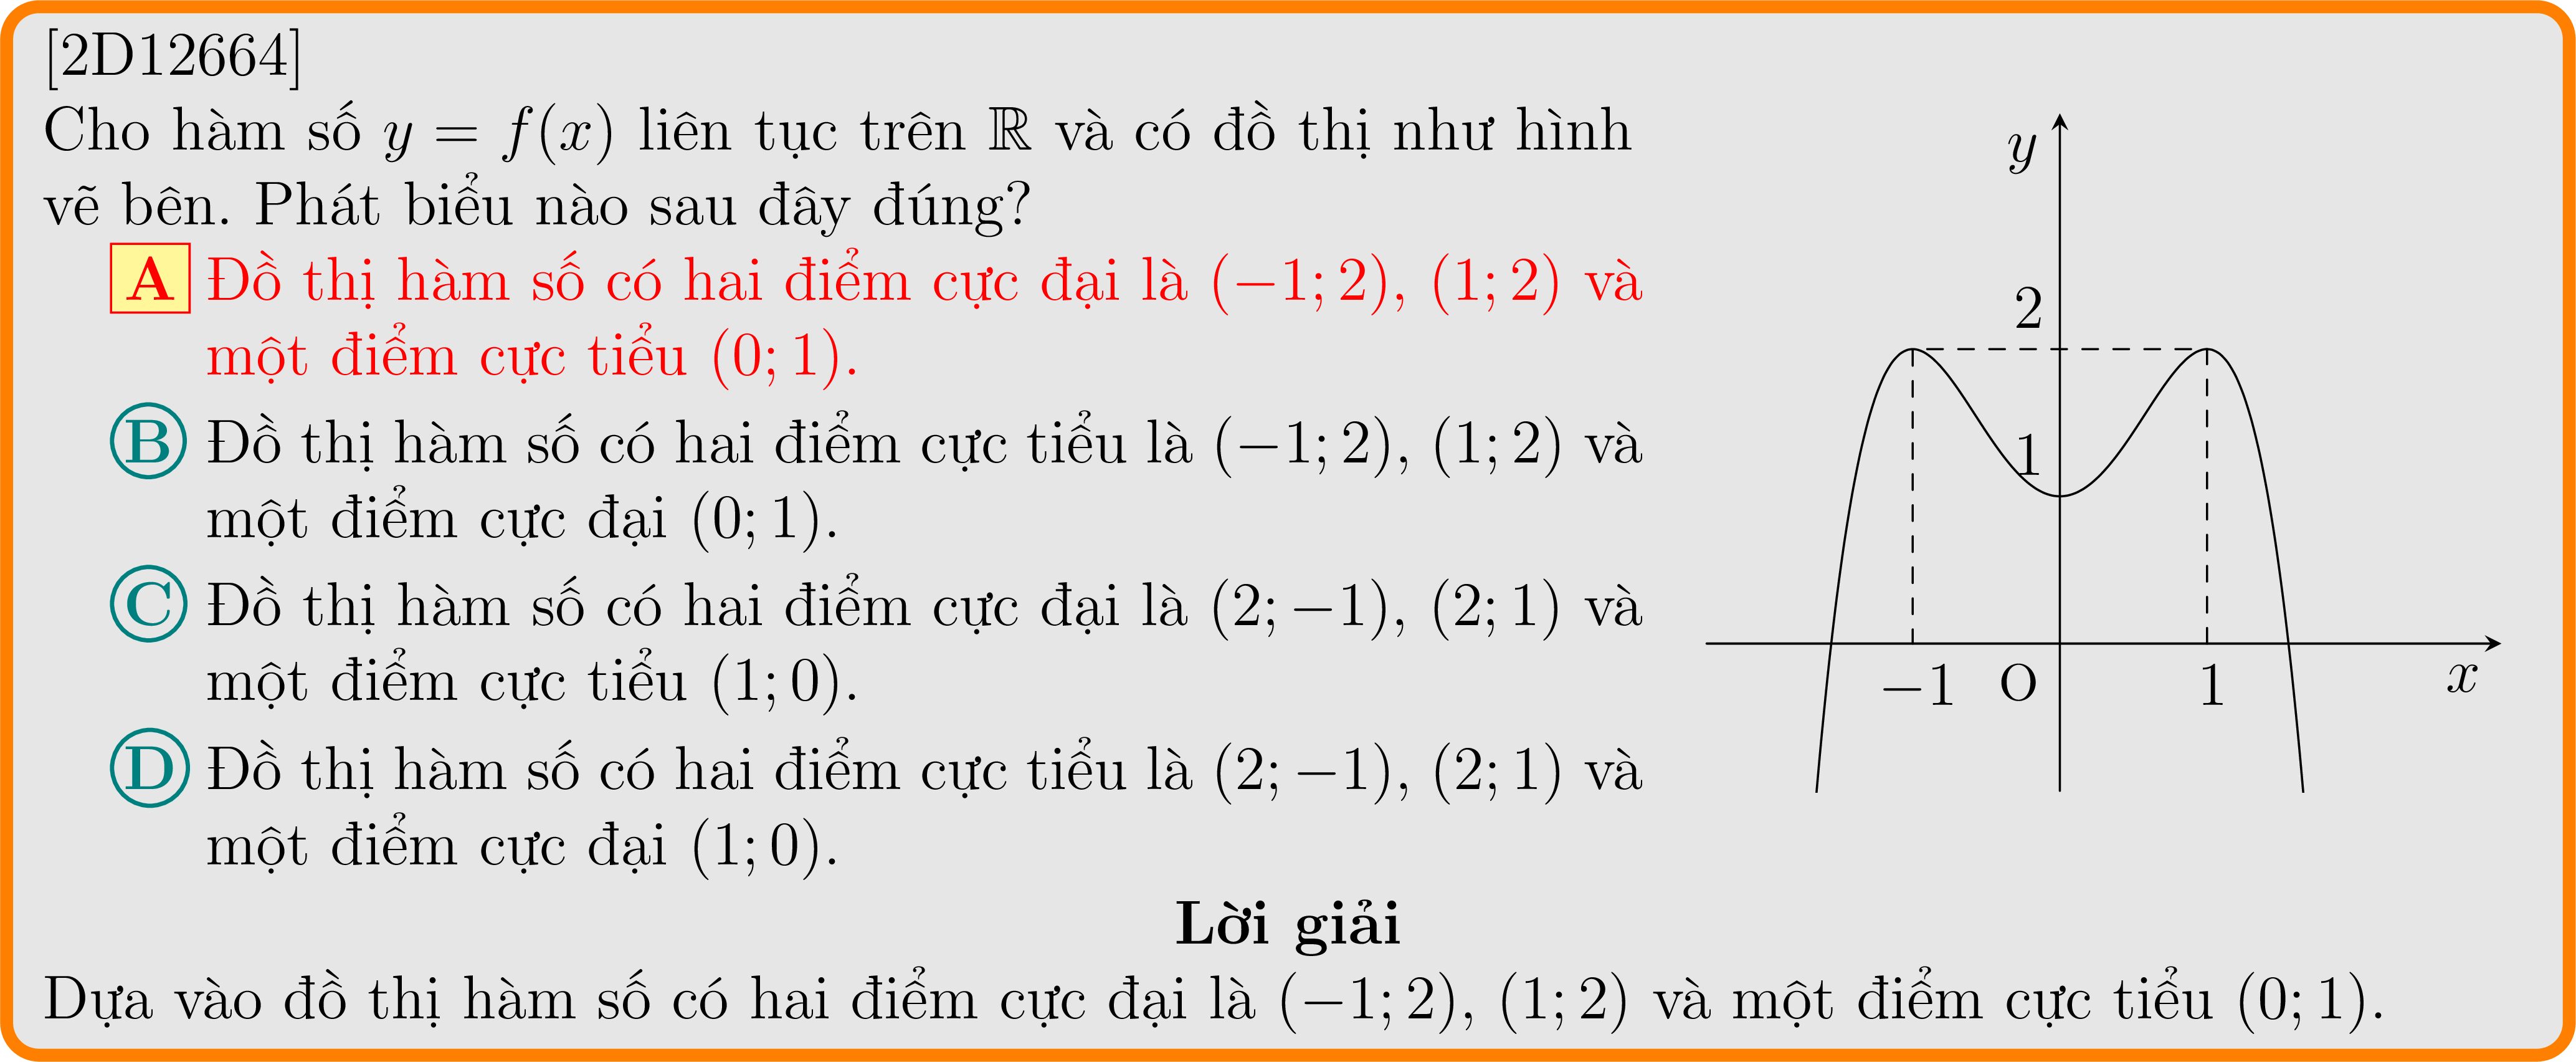 [2D12664]
Cho hàm số y = f(x) liên tục trên ℝ và có đồ thị như hình
vẽ bên. Phát biểu nào sau đây đúng?
A Đồ thị hàm số có hai điểm cực đại là (−1; 2), (1; 2) và
một điểm cực tiểu (0; 1).
B Đồ thị hàm số có hai điểm cực tiểu là (−1; 2), (1; 2) và
một điểm cực đại (0; 1).
C Đồ thị hàm số có hai điểm cực đại là (2; −1), (2; 1) và
một điểm cực tiểu (1; 0).
D Đồ thị hàm số có hai điểm cực tiểu là (2; −1), (2; 1) và
một điểm cực đại (1; 0).
y
2
1
−1 O 1 x
Lời giải
Dựa vào đồ thị hàm số có hai điểm cực đại là (−1; 2), (1; 2) và một điểm cực tiểu (0; 1).